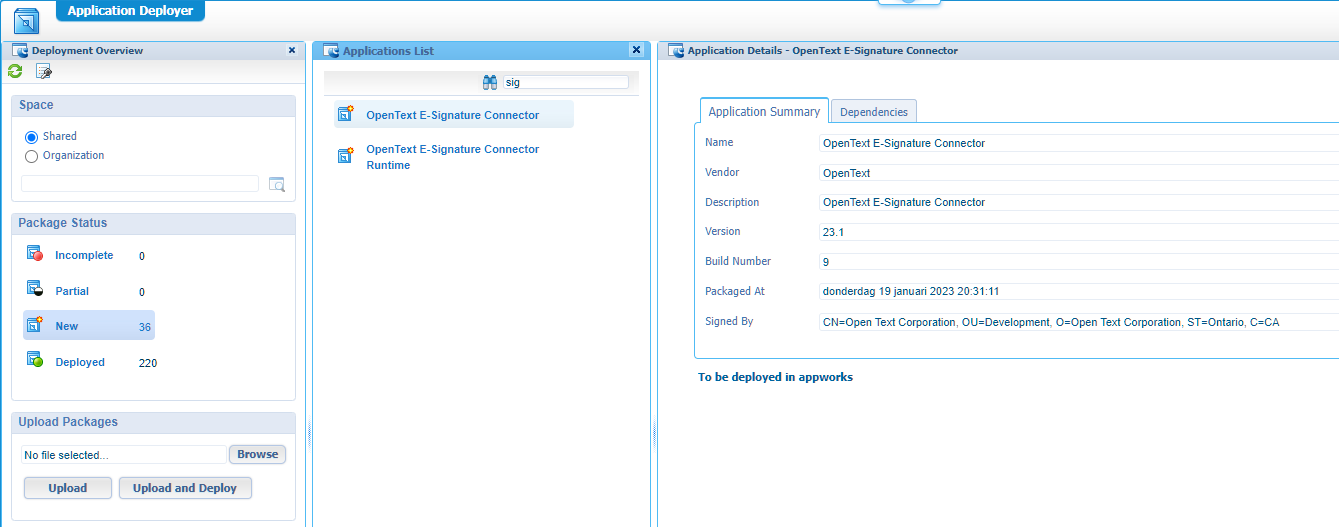 Application Deployer
Deployment Overview
Space
Shared
Organization
Package Status
Incomplete 0
Partial 0
New 36
Deployed 220
Upload Packages
No file selected... Browse
Upload Upload and Deploy
Applications List
sig
OpenText E-Signature Connector
OpenText E-Signature Connector
Runtime
Application Details - OpenText E-Signature Connector
Application Summary Dependencies
Name OpenText E-Signature Connector
Vendor OpenText
Description OpenText E-Signature Connector
Version 23.1
Build Number 9
Packaged At donderdag 19 januari 2023 20:31:11
Signed By CN=Open Text Corporation, OU=Development, O=Open Text Corporation, ST=Ontario, C=CA
To be deployed in appworks